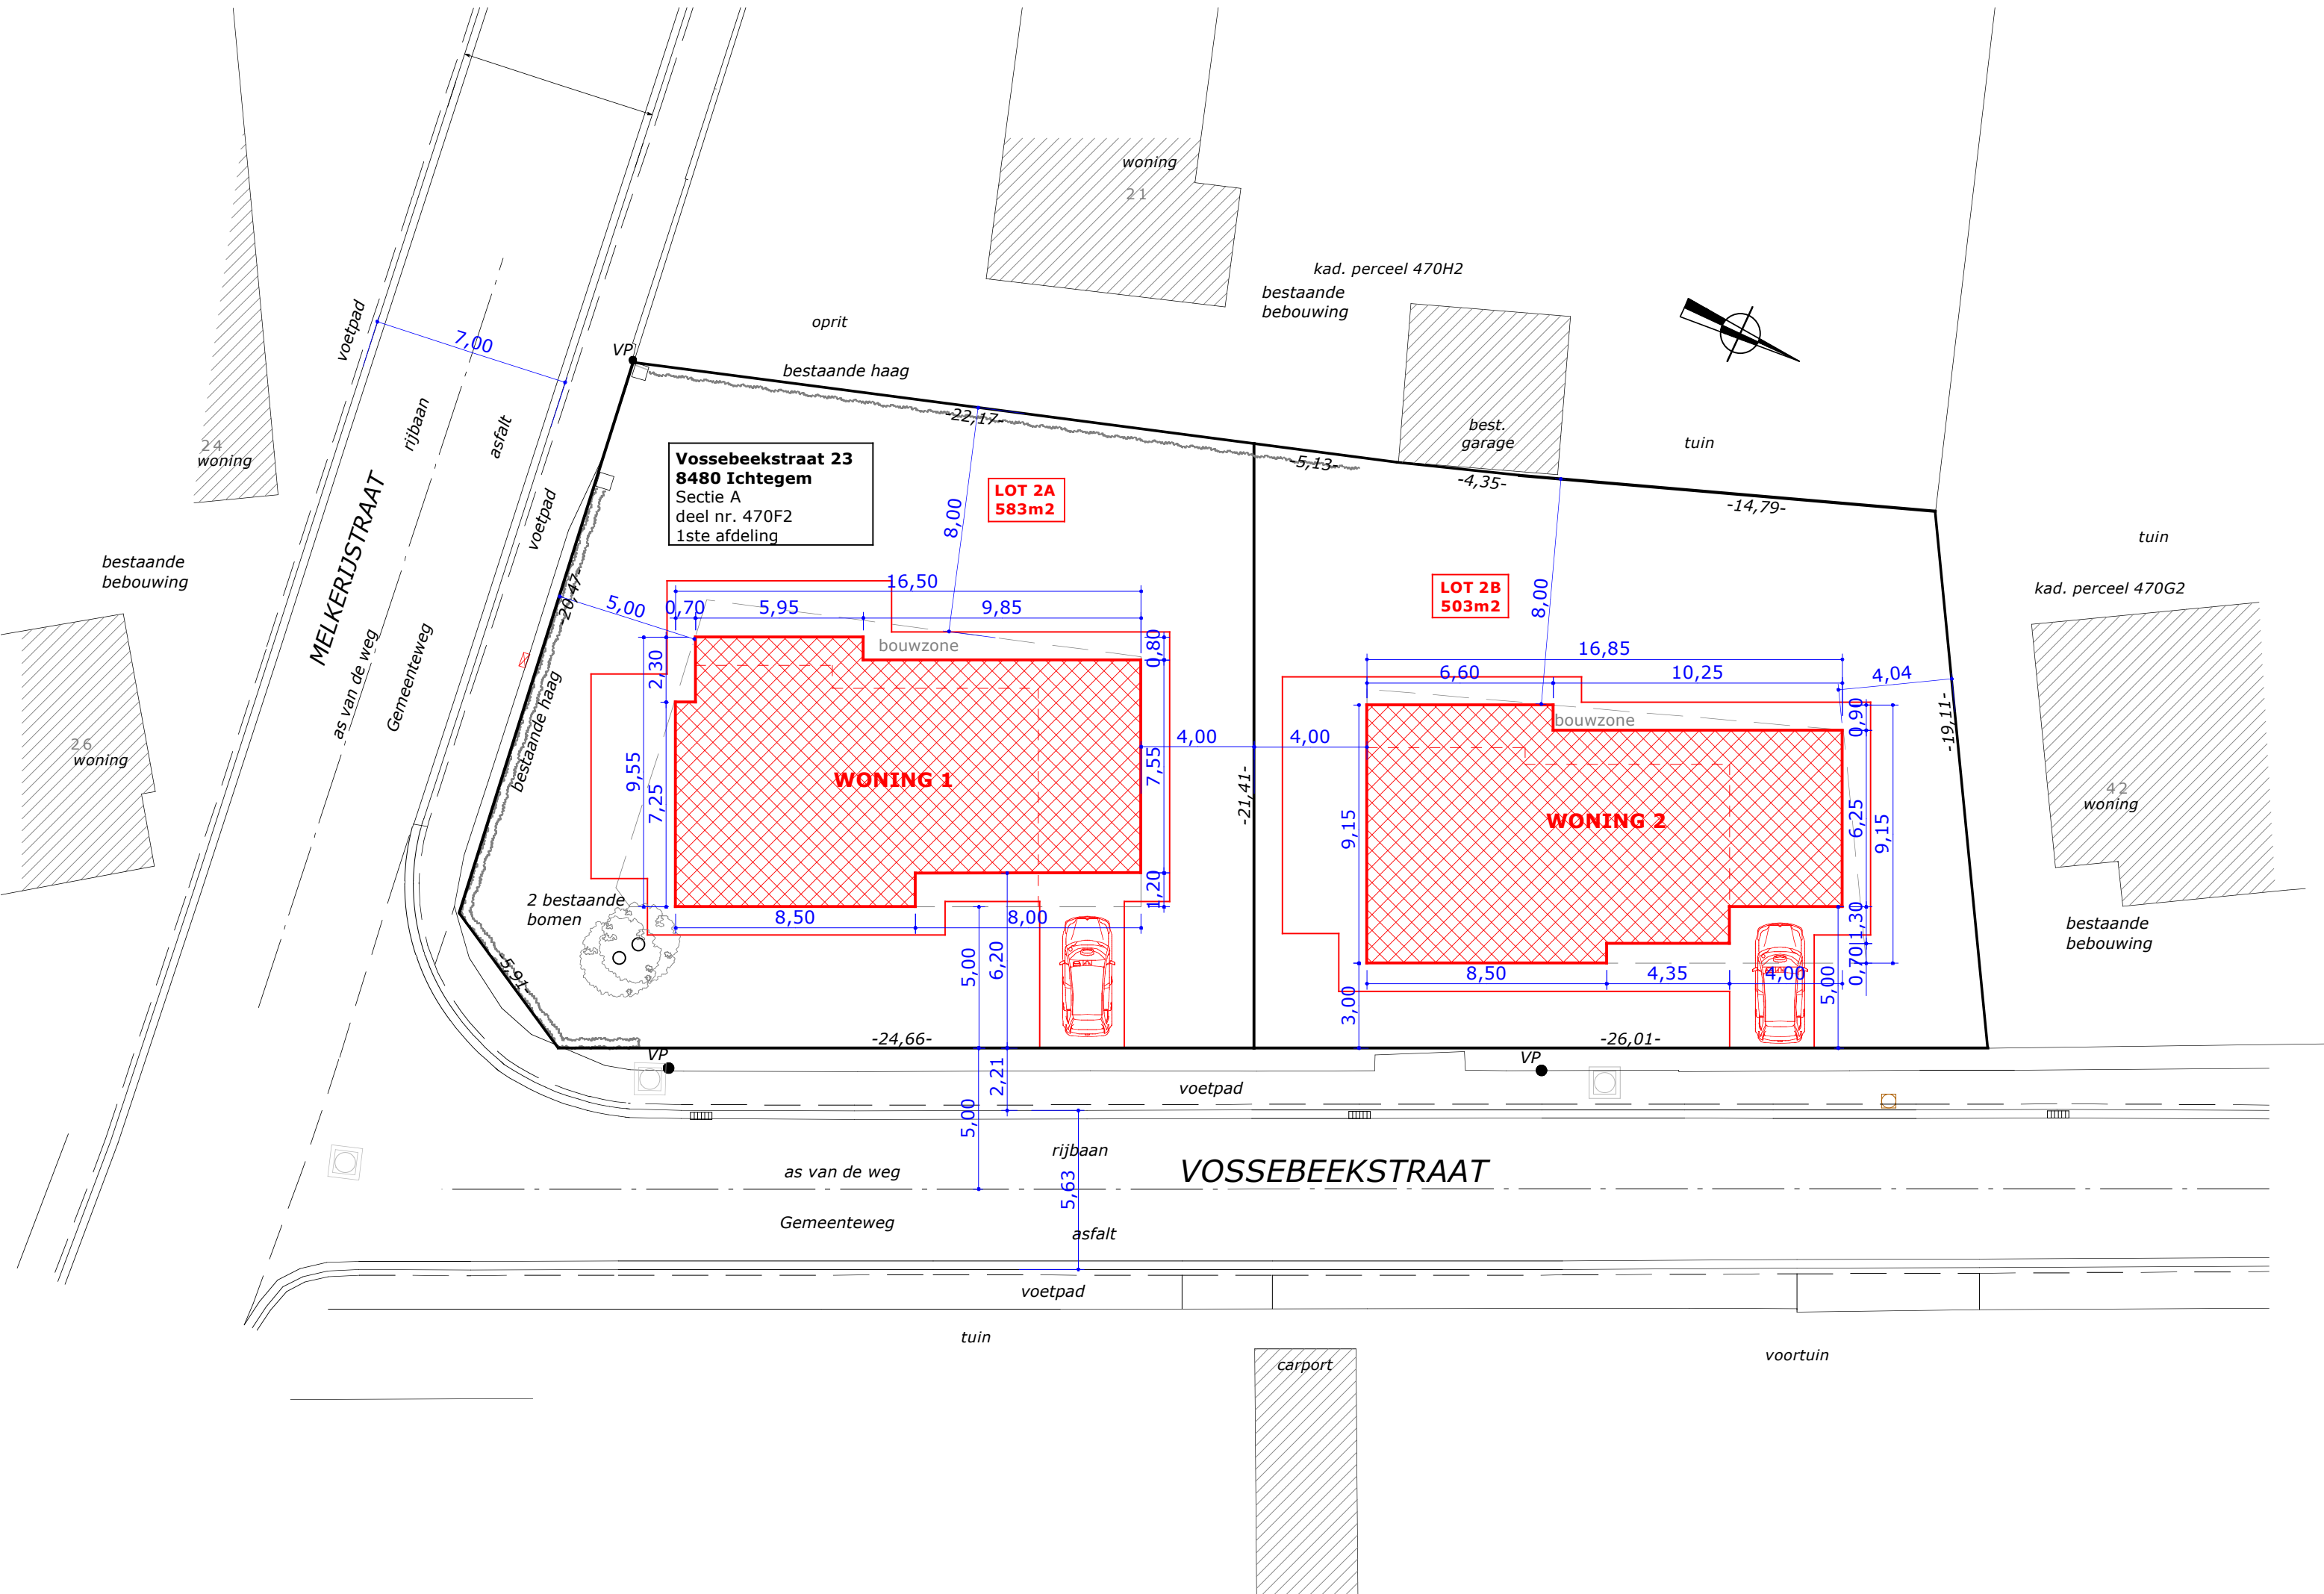 woning
21
kad. perceel 470H2
bestaande
bebouwing
oprit
VP
bestaande haag
voetpad
7,00
rijbaan
asfalt
MELKERIJSTRAAT
voetpad
24
woning
-22,17-
-5,13-
best.
garage
-4,35-
tuin
-14,79-
Vossebeekstraat 23
8480 Ichtegem
Sectie A
deel nr. 470F2
1ste afdeling
LOT 2A
583m2
8,00
bestaande
bebouwing
tuin
kad. perceel 470G2
LOT 2B
503m2
8,00
-20,47-
5,00
16,50
0,70
5,95
9,85
bouwzone
0,80
2,30
as van de weg
Gemeenteweg
bestaande haag
16,85
6,60
10,25
4,04
bouwzone
0,90
-19,11-
26
woning
9,55
7,25
WONING 1
7,55
4,00
4,00
-21,41-
9,15
WONING 2
6,25
9,15
42
woning
2 bestaande
bomen
1,20
8,50
8,00
5,00
6,20
-5,91-
1,30
0,70
8,50
4,35
4,00
5,00
3,00
bestaande
bebouwing
-24,66-
-26,01-
VP
VP
2,21
voetpad
5,00
rijbaan
as van de weg
5,63
VOSSEBEEKSTRAAT
Gemeenteweg
asfalt
voetpad
tuin
carport
voortuin